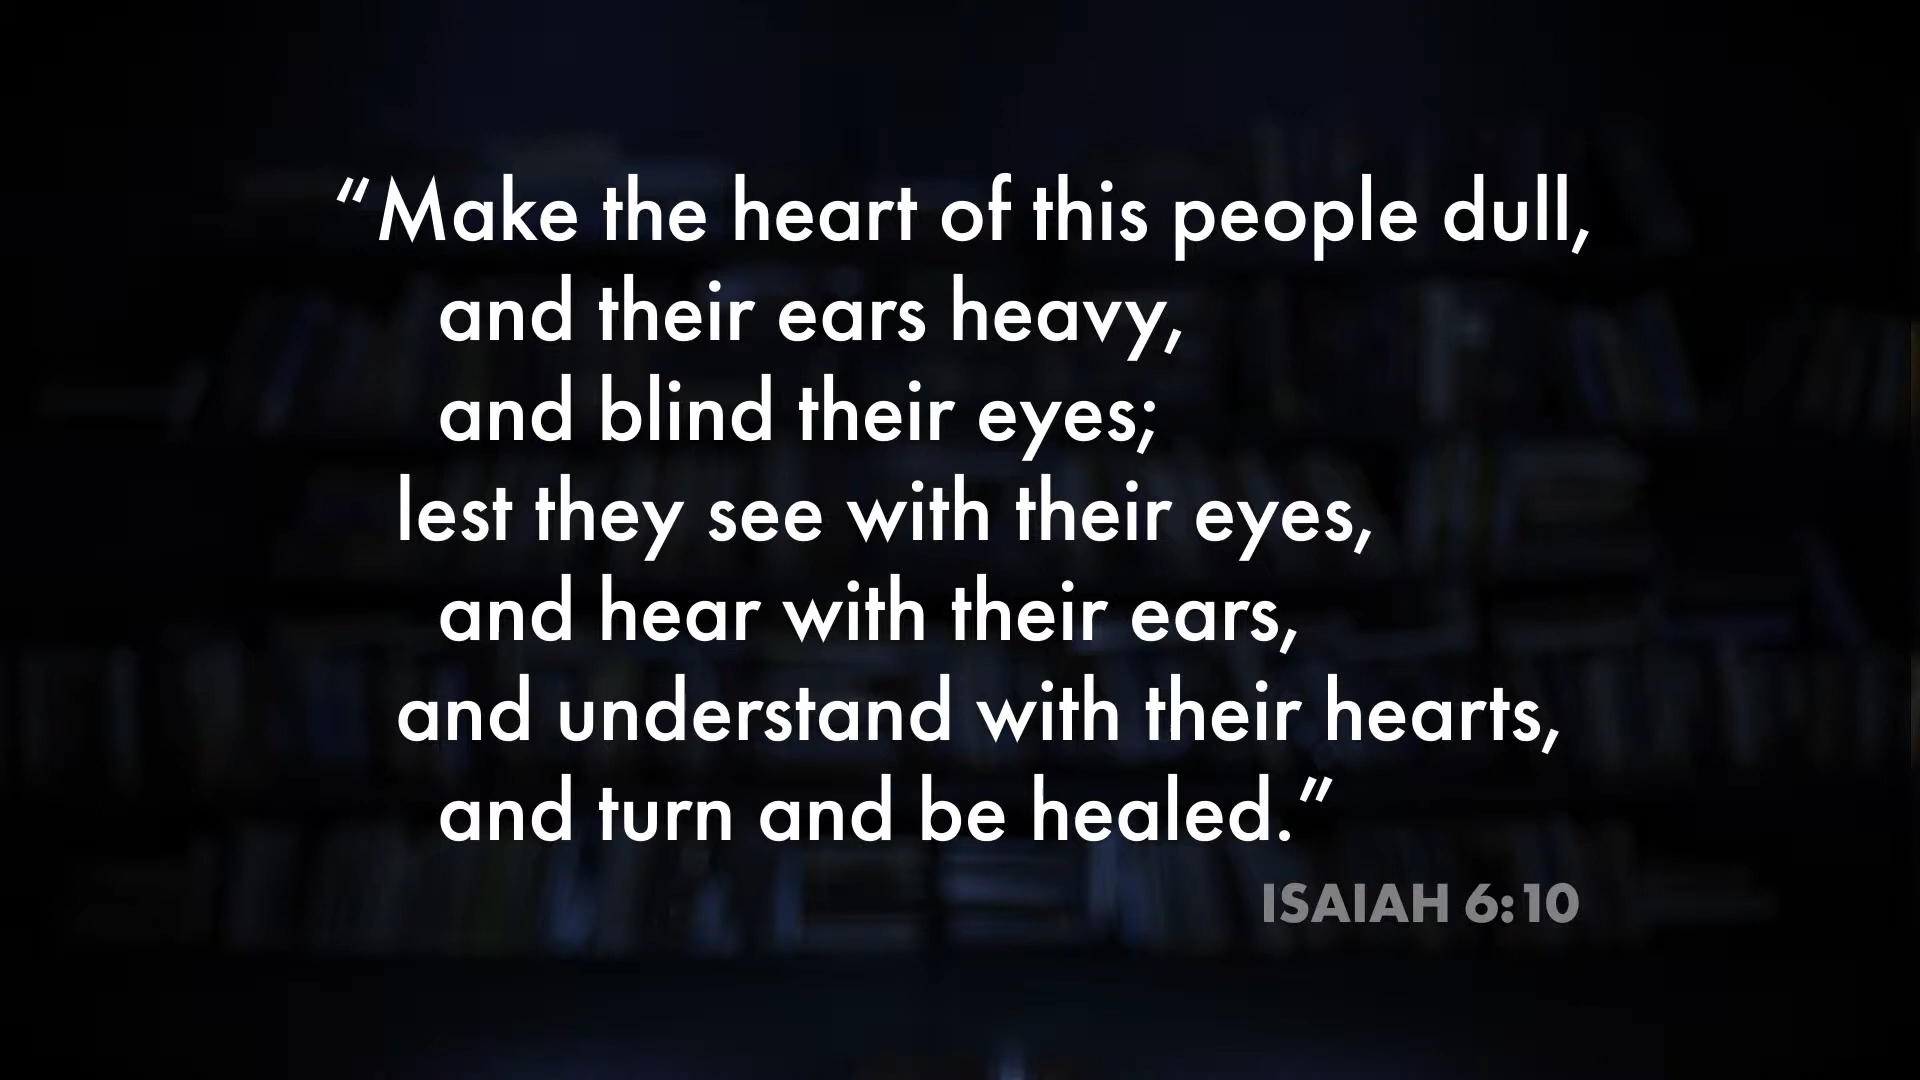 “Make the heart of this people dull,
and their ears heavy,
and blind their eyes;
lest they see with their eyes,
and hear with their ears,
and understand with their hearts,
and turn and be healed.”
ISAIAH 6:10